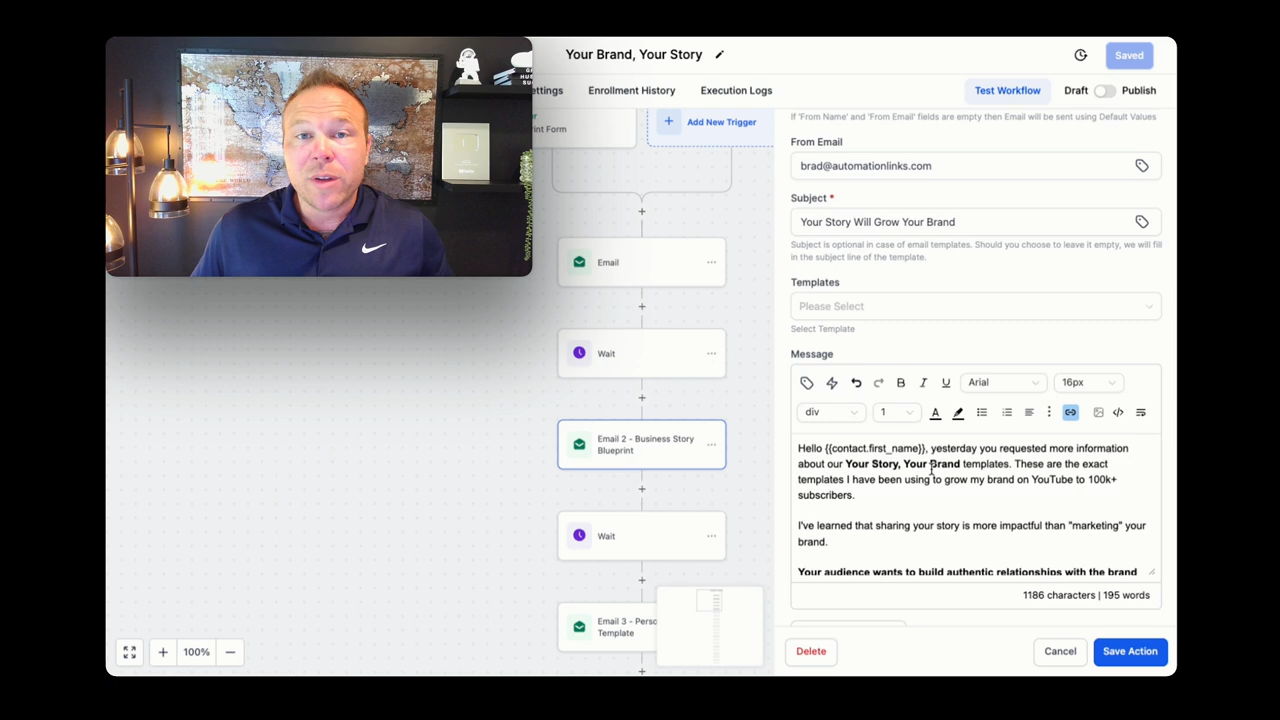 Your Brand, Your Story
Saved
ettings
Enrollment History
Execution Logs
Test Workflow
Draft
Publish
r
int Form
Add New Trigger
Email
Wait
Email 2 - Business Story
Blueprint
Wait
Email 3 - Perso
Template
100%
If 'From Name' and 'From Email' fields are empty then Email will be sent using Default Values
From Email
brad@automationlinks.com
Subject *
Your Story Will Grow Your Brand
Subject is optional in case of email templates. Should you choose to leave it empty, we will fill
in the subject line of the template.
Templates
Please Select
Select Template
Message
B I U
Arial
16px
div
1
A
Hello {{contact.first_name}}, yesterday you requested more information
about our Your Story, Your Brand templates. These are the exact
templates I have been using to grow my brand on YouTube to 100k+
subscribers.
I've learned that sharing your story is more impactful than "marketing" your
brand.
Your audience wants to build authentic relationships with the brand
1186 characters | 195 words
Delete
Cancel
Save Action